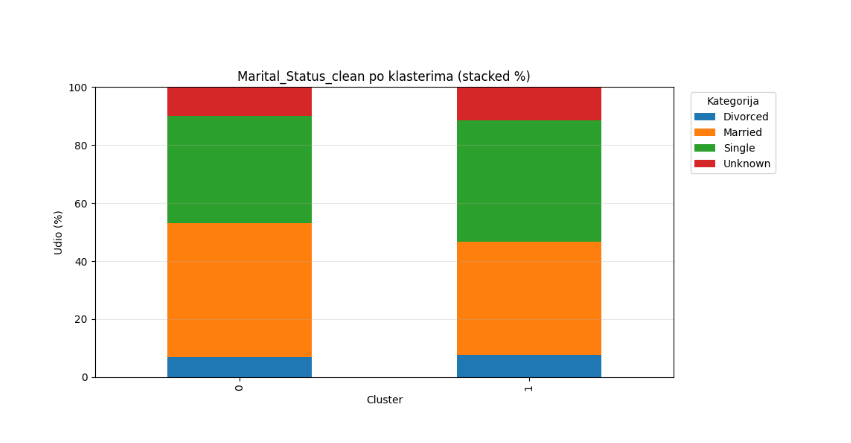 Marital_Status_clean po klasterima (stacked %)
Kategorija
Divorced
Married
Single
Unknown
100
80
60
40
20
0
Udio (%)
0
1
Cluster